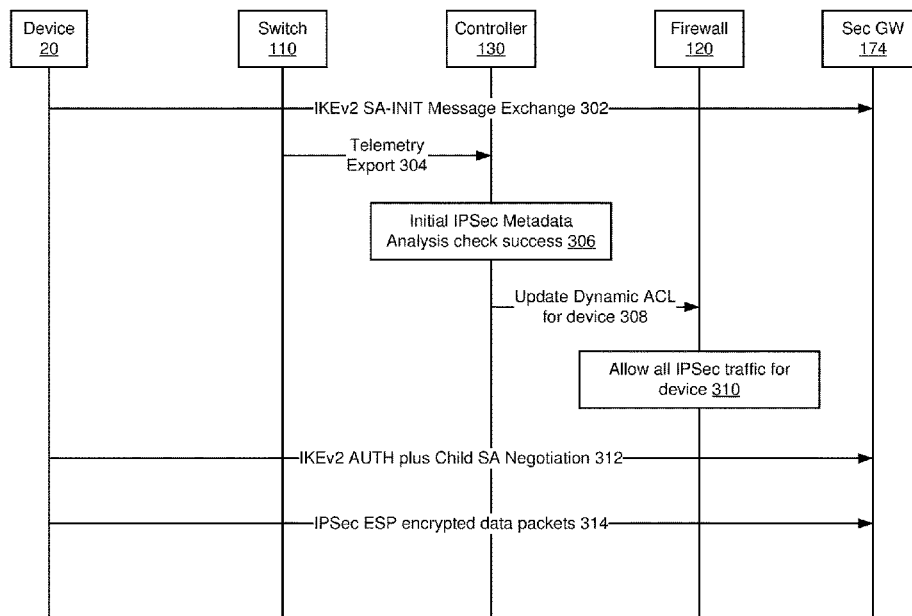 Device
20
Switch
110
Controller
130
Firewall
120
Sec GW
174
IKEv2 SA-INIT Message Exchange 302
Telemetry
Export 304
Initial IPSec Metadata
Analysis check success 306
Update Dynamic ACL
for device 308
Allow all IPSec traffic for
device 310
IKEv2 AUTH plus Child SA Negotiation 312
IPSec ESP encrypted data packets 314